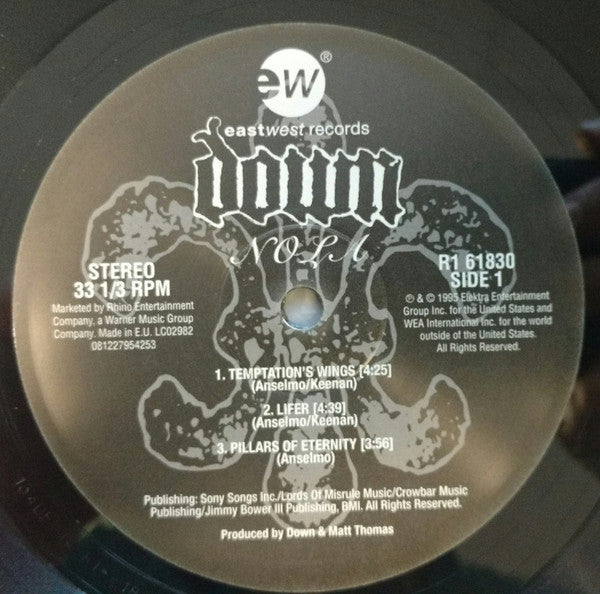 ew®
eastwest records
down
NOLA
STEREO
33 1/3 RPM
Marketed by Rhino Entertainment
Company, a Warner Music Group
Company. Made in E.U. LC02982
081227954253
R1 61830
SIDE 1
℗ & © 1995 Elektra Entertainment
Group Inc. for the United States and
WEA International Inc. for the world
outside of the United States.
All Rights Reserved.
1. TEMPTATION'S WINGS [4:25]
(Anselmo/Keenan)
2. LIFER [4:39]
(Anselmo/Keenan)
3. PILLARS OF ETERNITY [3:56]
(Anselmo)
Publishing: Sony Songs Inc./Lords Of Misrule Music/Crowbar Music
Publishing/Jimmy Bower III Publishing, BMI. All Rights Reserved.
Produced by Down & Matt Thomas